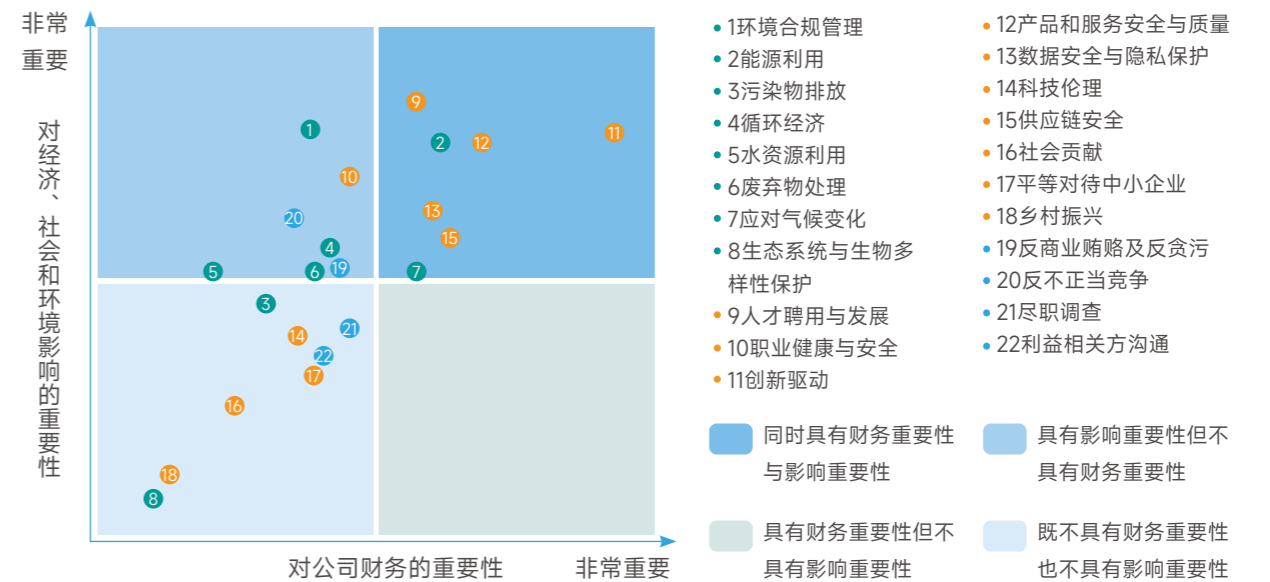 非常
重要
对经济、社会和环境影响的重要性
9
1
2
12
11
10
13
20
15
4
19
5
6
7
3
21
14
22
17
16
18
8
对公司财务的重要性
非常重要
1环境合规管理
2能源利用
3污染物排放
4循环经济
5水资源利用
6废弃物处理
7应对气候变化
8生态系统与生物多
样性保护
9人才聘用与发展
10职业健康与安全
11创新驱动
12产品和服务安全与质量
13数据安全与隐私保护
14科技伦理
15供应链安全
16社会贡献
17平等对待中小企业
18乡村振兴
19反商业贿赂及反贪污
20反不正当竞争
21尽职调查
22利益相关方沟通
同时具有财务重要性
与影响重要性
具有影响重要性但不
具有财务重要性
具有财务重要性但不
具有影响重要性
既不具有财务重要性
也不具有影响重要性